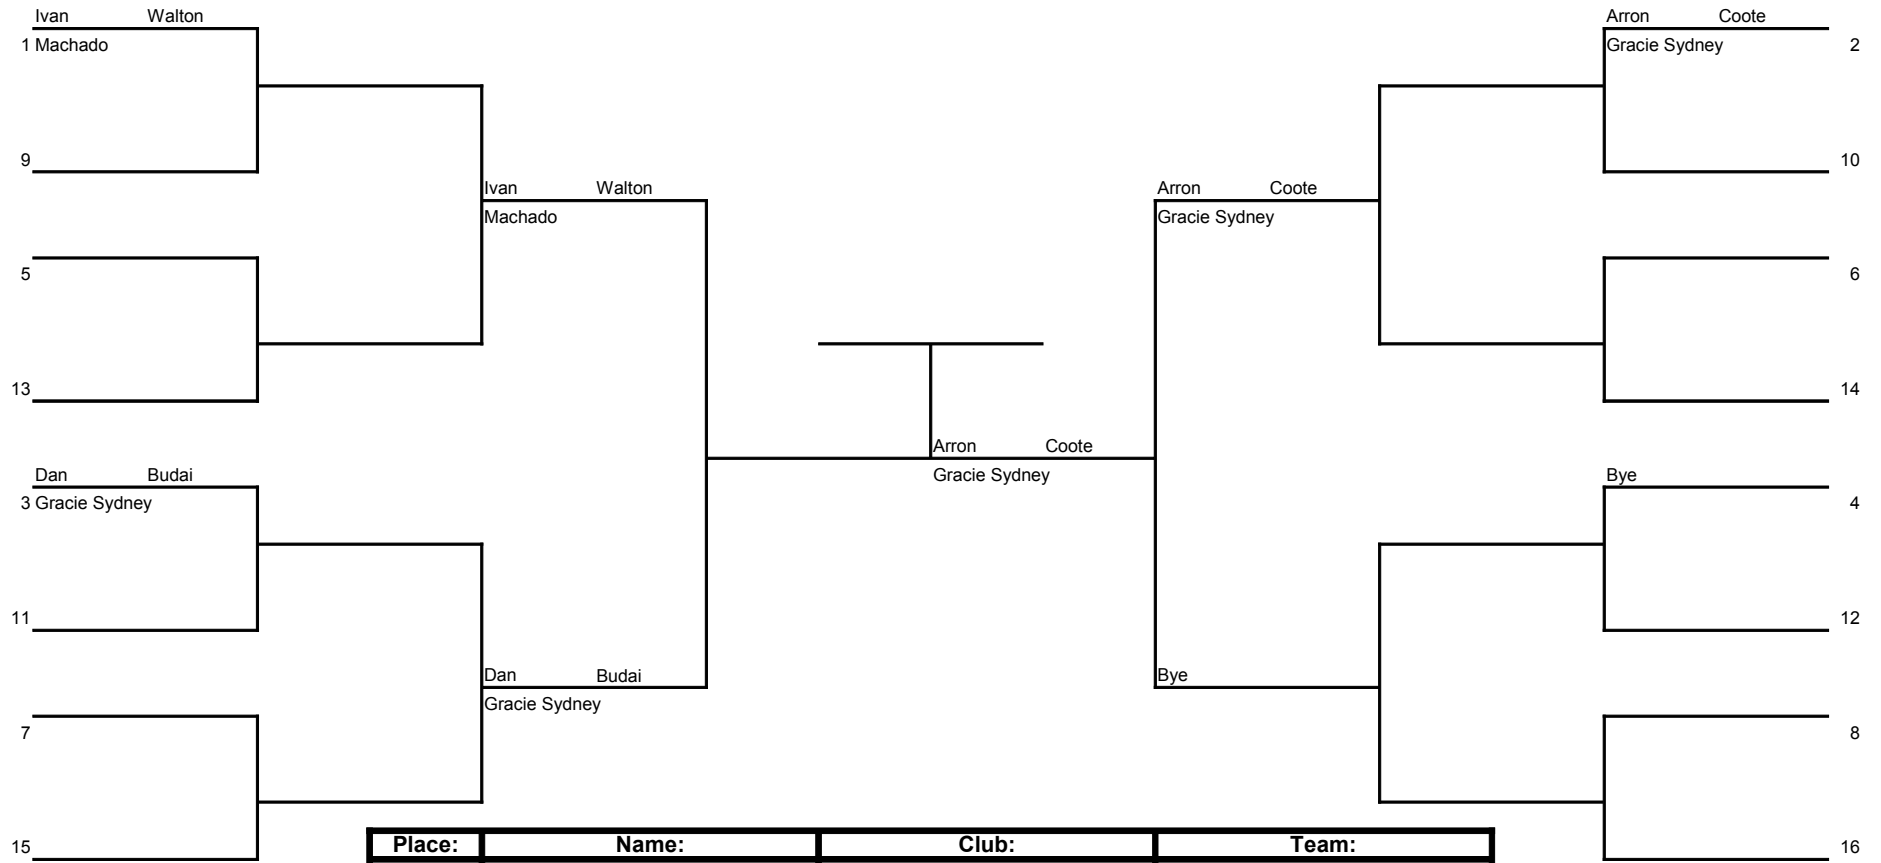 Ivan Walton
1 Machado
9
5
13
Dan Budai
3 Gracie Sydney
11
7
15
Ivan Walton
Machado
Dan Budai
Gracie Sydney
Arron Coote
Gracie Sydney
Arron Coote
Gracie Sydney
Bye
Arron Coote
Gracie Sydney 2
10
6
14
Bye
4
12
8
16
Place: Name: Club: Team: